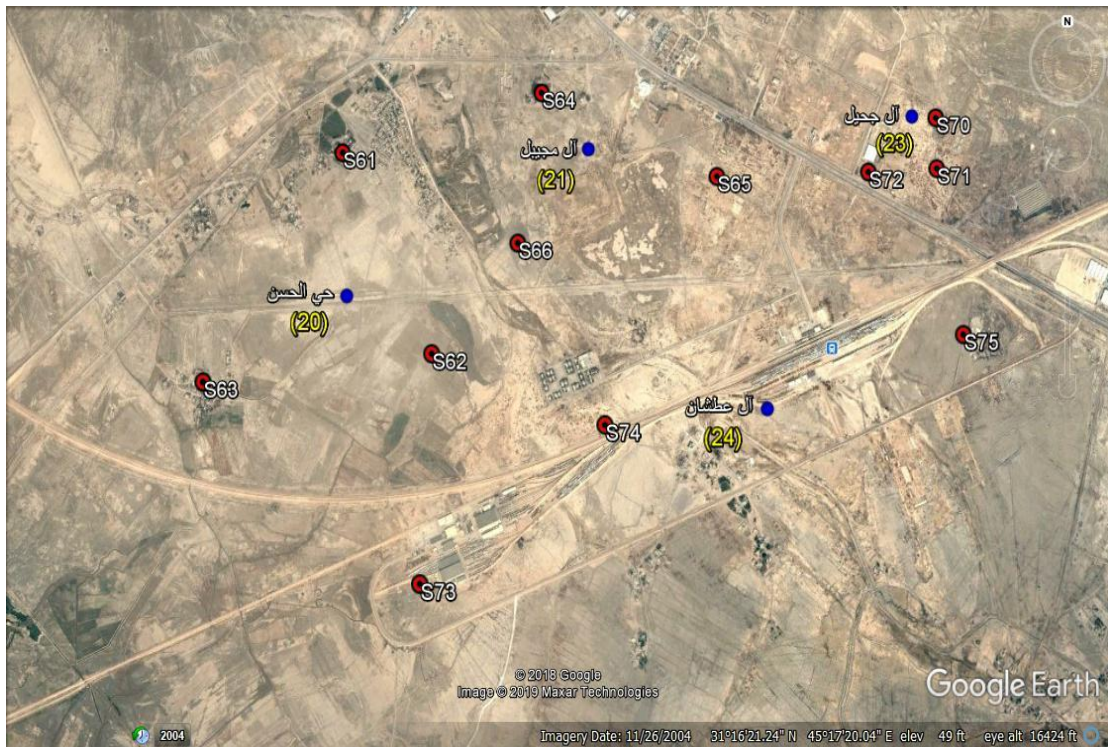 N
S64
آل جحيل
S70
(23)
آل مجيبل
S61
(21)
S65
S72
S71
S66
حي الحسن
(20)
S75
S62
S63
آل عطشان
(24)
S74
S73
© 2018 Google
Image © 2019 Maxar Technologies
Google Earth
2004
Imagery Date: 11/26/2004 31°16'21.24" N 45°17'20.04" E elev 49 ft eye alt 16424 ft